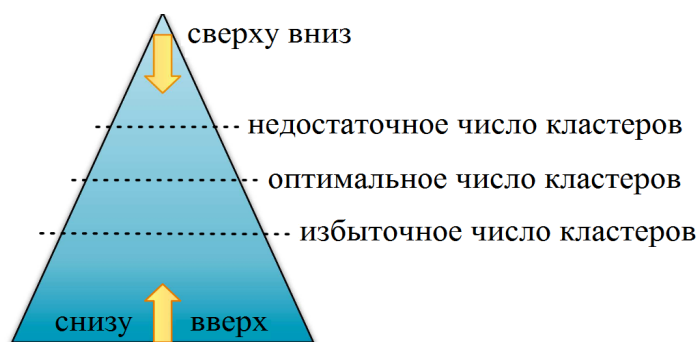 сверху вниз
недостаточное число кластеров
оптимальное число кластеров
избыточное число кластеров
снизу вверх